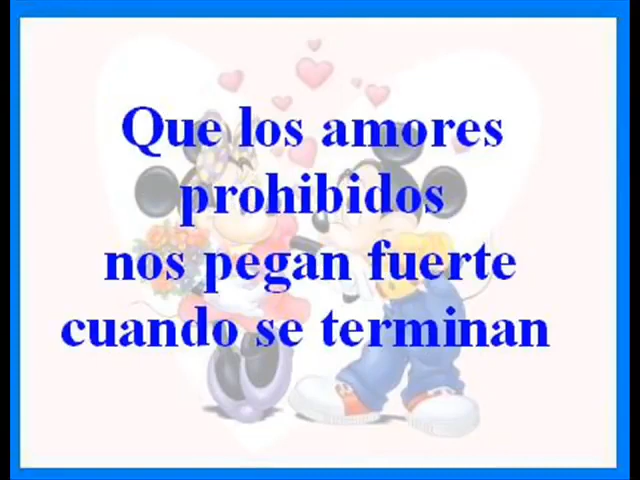 Que los amores
prohibidos
nos pegan fuerte
cuando se terminan